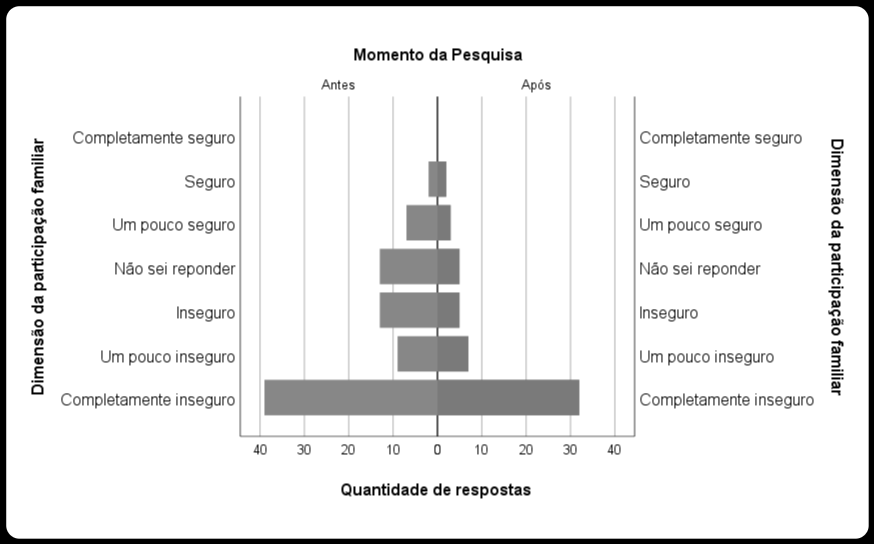 Momento da Pesquisa
Antes
Após
Dimensão da participação familiar
Completamente seguro
Seguro
Um pouco seguro
Não sei reponder
Inseguro
Um pouco inseguro
Completamente inseguro
Completamente seguro
Seguro
Um pouco seguro
Não sei reponder
Inseguro
Um pouco inseguro
Completamente inseguro
Dimensão da participação familiar
40 30 20 10 0 10 20 30 40
Quantidade de respostas